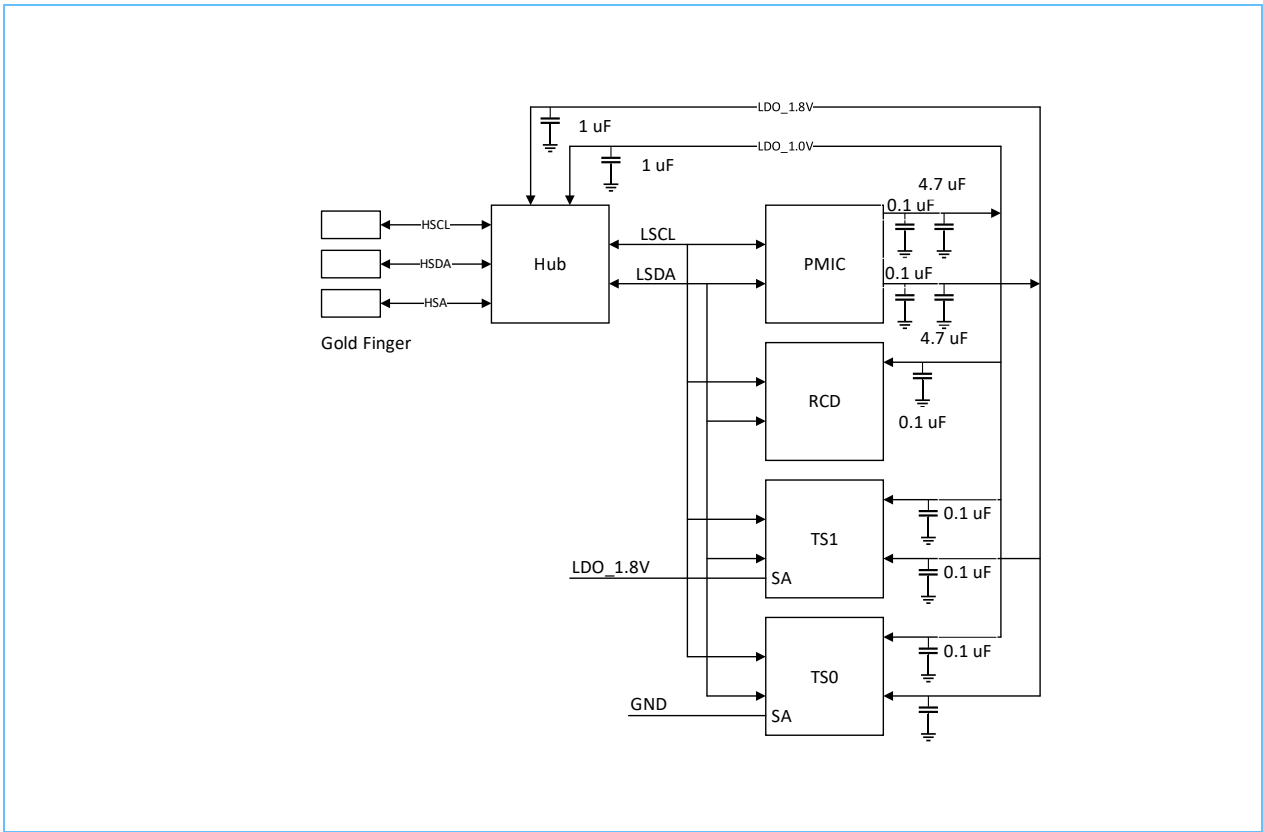 LDO_1.8V
1 uF
LDO_1.0V
1 uF
4.7 uF
0.1 uF
HSCL
LSCL
HSDA
Hub
PMIC
LSDA
0.1 uF
HSA
4.7 uF
Gold Finger
RCD
0.1 uF
0.1 uF
TS1
LDO_1.8V
SA
0.1 uF
0.1 uF
TS0
GND
SA